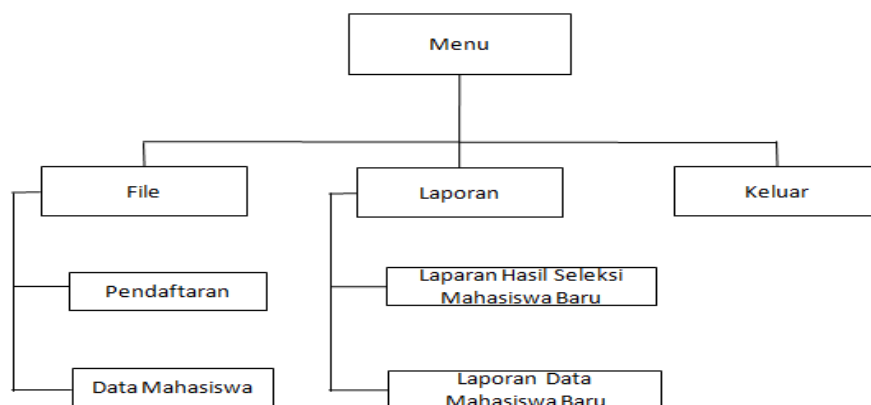 Menu
File
Laporan
Keluar
Pendaftaran
Laparan Hasil Seleksi
Mahasiswa Baru
Data Mahasiswa
Laporan Data
Mahasiswa Baru